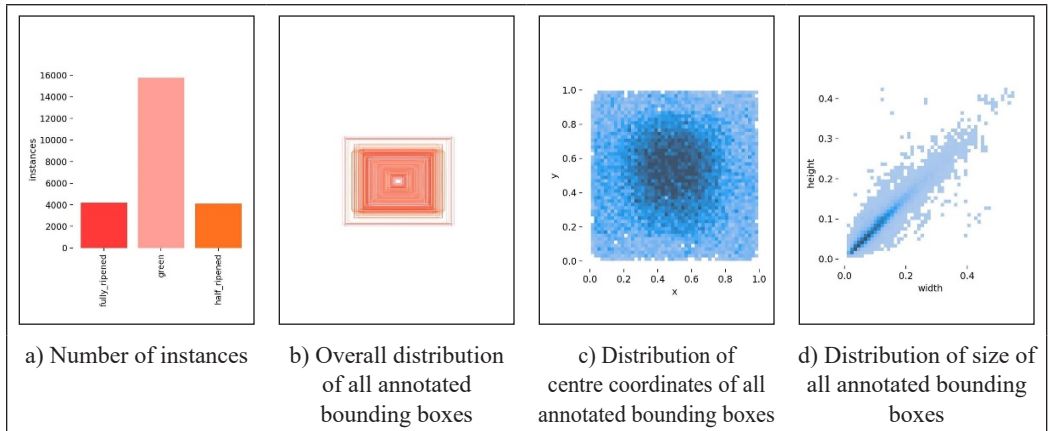 16000
14000
12000
10000
8000
6000
4000
2000
0
instances
fully_ripened
green
half_ripened
a) Number of instances
b) Overall distribution
of all annotated
bounding boxes
1.0
0.8
0.6
0.4
0.2
0.0
y
0.0 0.2 0.4 0.6 0.8 1.0
x
c) Distribution of
centre coordinates of all
annotated bounding boxes
0.4
0.3
0.2
0.1
0.0
height
0.0 0.2 0.4
width
d) Distribution of size of
all annotated bounding
boxes